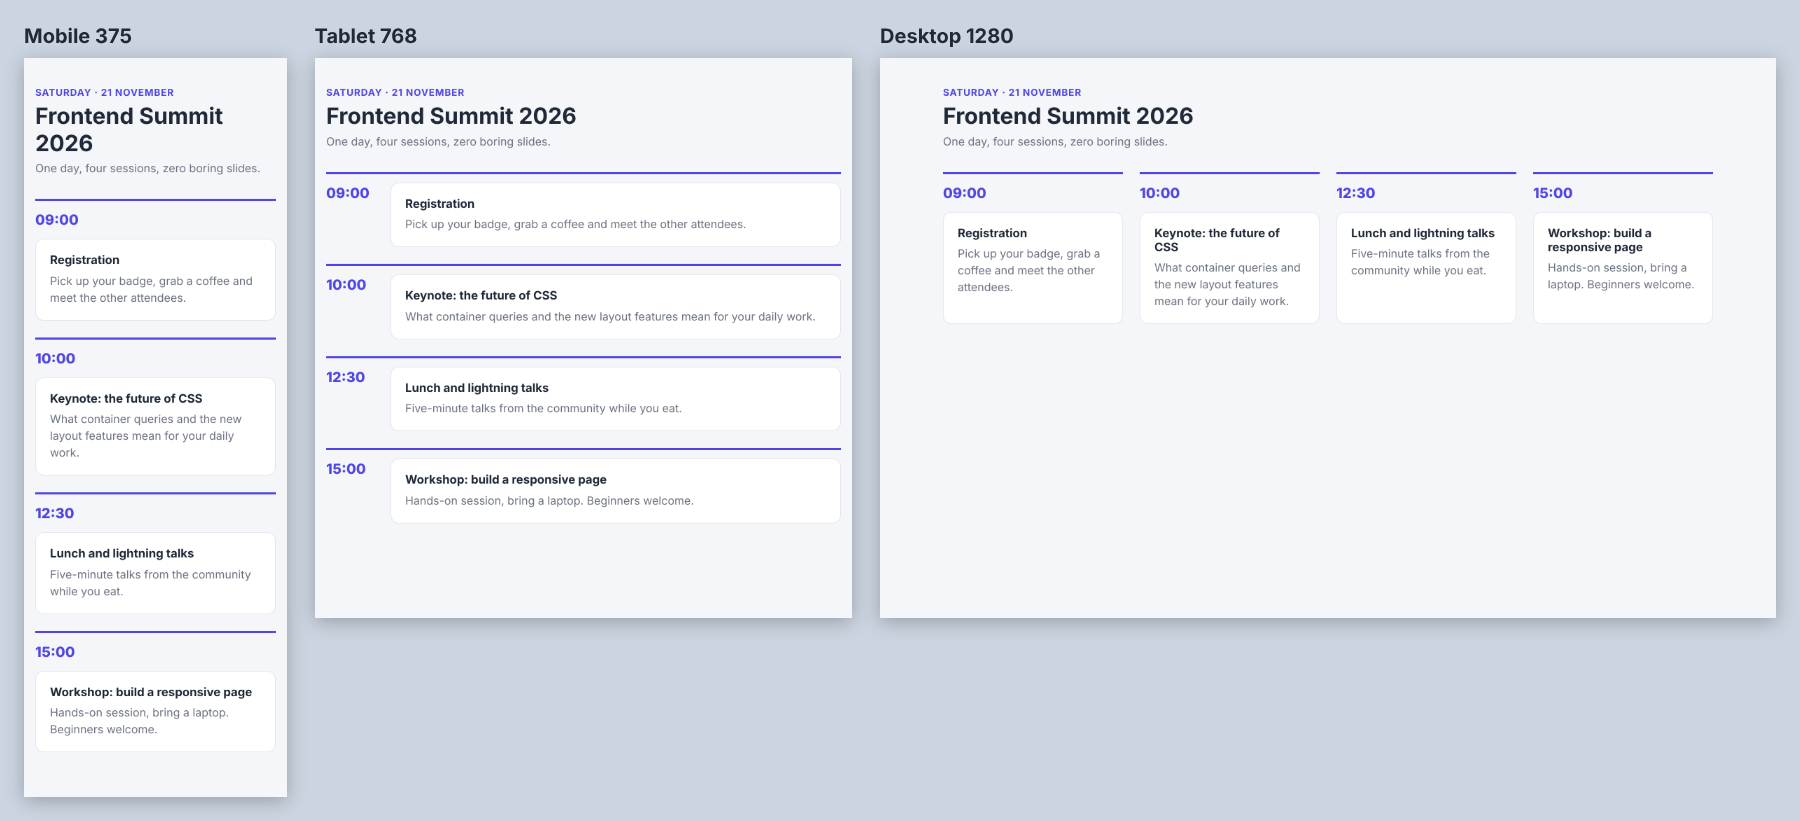 Mobile 375
SATURDAY · 21 NOVEMBER
Frontend Summit
2026
One day, four sessions, zero boring slides.
09:00
Registration
Pick up your badge, grab a coffee and
meet the other attendees.
10:00
Keynote: the future of CSS
What container queries and the new
layout features mean for your daily
work.
12:30
Lunch and lightning talks
Five-minute talks from the community
while you eat.
15:00
Workshop: build a responsive page
Hands-on session, bring a laptop.
Beginners welcome.
Tablet 768
SATURDAY · 21 NOVEMBER
Frontend Summit 2026
One day, four sessions, zero boring slides.
09:00
Registration
Pick up your badge, grab a coffee and meet the other attendees.
10:00
Keynote: the future of CSS
What container queries and the new layout features mean for your daily work.
12:30
Lunch and lightning talks
Five-minute talks from the community while you eat.
15:00
Workshop: build a responsive page
Hands-on session, bring a laptop. Beginners welcome.
Desktop 1280
SATURDAY · 21 NOVEMBER
Frontend Summit 2026
One day, four sessions, zero boring slides.
09:00
Registration
Pick up your badge, grab a
coffee and meet the other
attendees.
10:00
Keynote: the future of
CSS
What container queries and
the new layout features
mean for your daily work.
12:30
Lunch and lightning talks
Five-minute talks from the
community while you eat.
15:00
Workshop: build a
responsive page
Hands-on session, bring a
laptop. Beginners welcome.